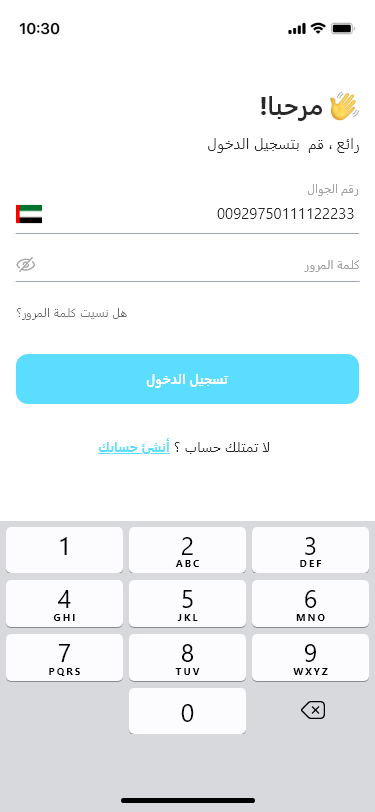 10:30
مرحبا!
رائع ، قم بتسجيل الدخول
رقم الجوال
00929750111122233
كلمة المرور
هل نسيت كلمة المرور؟
تسجيل الدخول
لا تمتلك حساب ؟ أنشئ حسابك
1 2 3
ABC DEF
4 5 6
GHI JKL MNO
7 8 9
PQRS TUV WXYZ
0